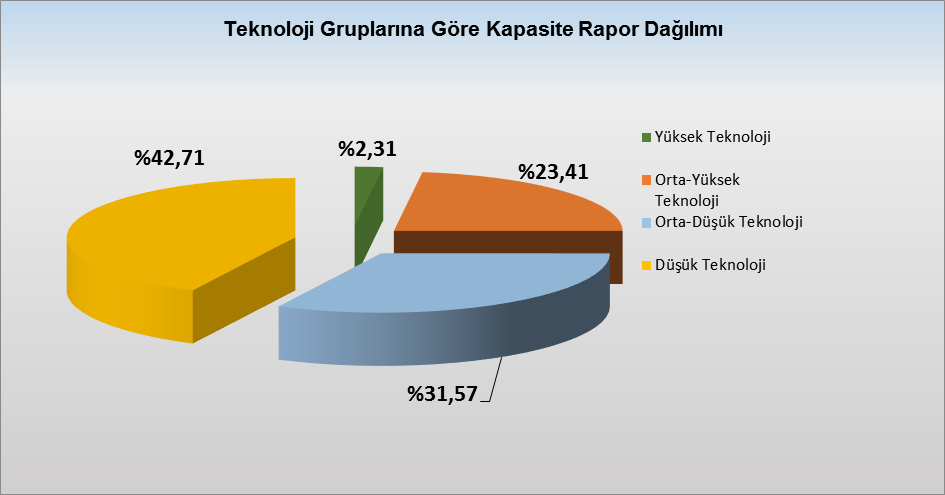 Teknoloji Gruplarına Göre Kapasite Rapor Dağılımı
%42,71
%2,31
%23,41
%31,57
Yüksek Teknoloji
Orta-Yüksek
Teknoloji
Orta-Düşük Teknoloji
Düşük Teknoloji